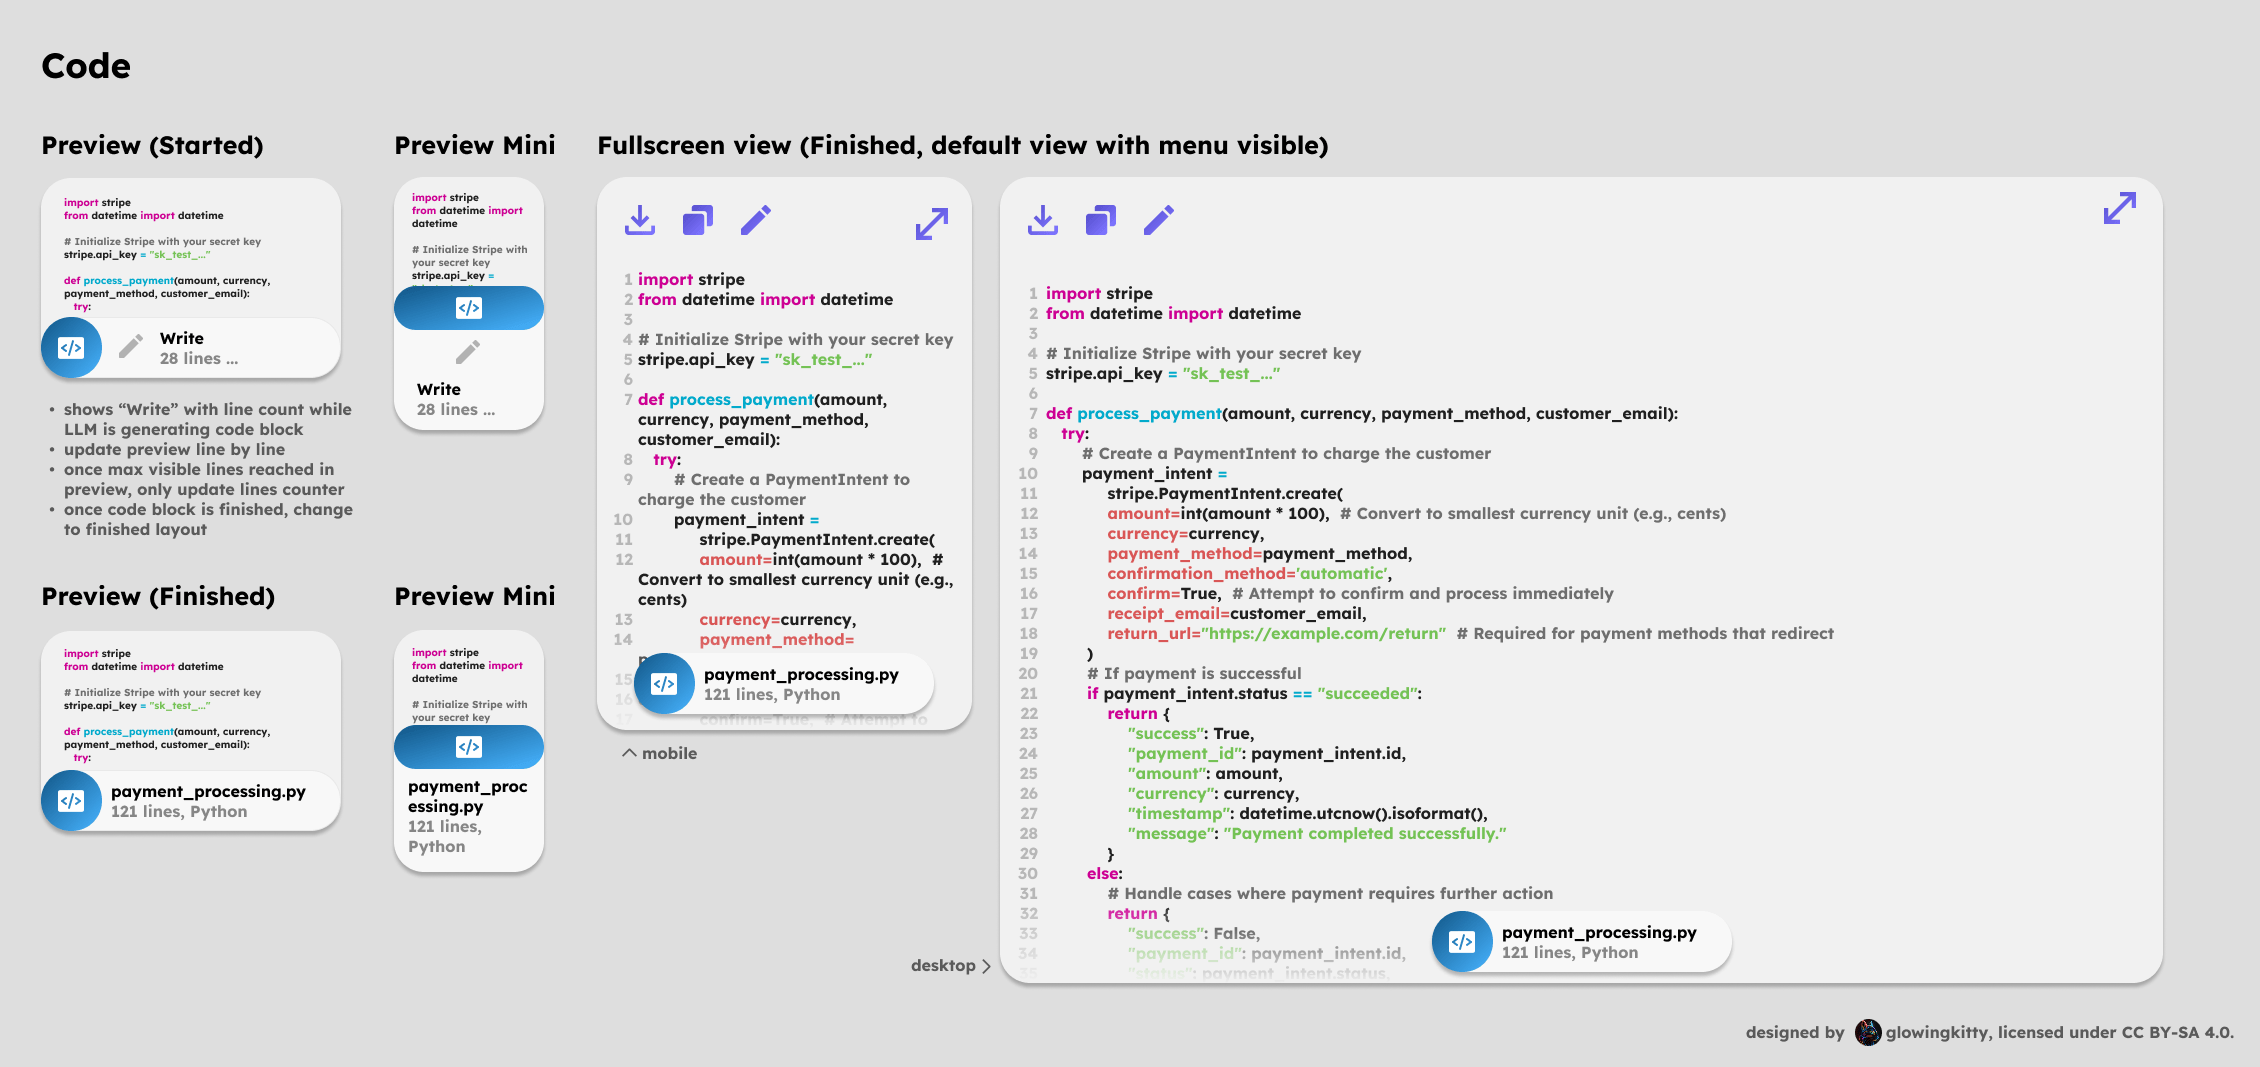 Code
Preview (Started)
import stripe
from datetime import datetime
# Initialize Stripe with your secret key
stripe.api_key = "sk_test_..."
def process_payment(amount, currency,
payment_method, customer_email):
try:
Write
28 lines ...
• shows “Write” with line count while
LLM is generating code block
• update preview line by line
• once max visible lines reached in
preview, only update lines counter
• once code block is finished, change
to finished layout
Preview Mini
import stripe
from datetime import
datetime
# Initialize Stripe with
your secret key
stripe.api_key =
Write
28 lines ...
Preview (Finished)
import stripe
from datetime import datetime
# Initialize Stripe with your secret key
stripe.api_key = "sk_test_..."
def process_payment(amount, currency,
payment_method, customer_email):
try:
payment_processing.py
121 lines, Python
Preview Mini
import stripe
from datetime import
datetime
# Initialize Stripe with
your secret key
payment_proc
essing.py
121 lines,
Python
Fullscreen view (Finished, default view with menu visible)
1 import stripe
2 from datetime import datetime
3
4 # Initialize Stripe with your secret key
5 stripe.api_key = "sk_test_..."
6
7 def process_payment(amount,
currency, payment_method,
customer_email):
8 try:
9 # Create a PaymentIntent to
charge the customer
10 payment_intent =
11 stripe.PaymentIntent.create(
12 amount=int(amount * 100), #
Convert to smallest currency unit (e.g.,
cents)
13 currency=currency,
14 payment_method=
15
16
17 confirm=True, # Attempt to
payment_processing.py
121 lines, Python
mobile
1 import stripe
2 from datetime import datetime
3
4 # Initialize Stripe with your secret key
5 stripe.api_key = "sk_test_..."
6
7 def process_payment(amount, currency, payment_method, customer_email):
8 try:
9 # Create a PaymentIntent to charge the customer
10 payment_intent =
11 stripe.PaymentIntent.create(
12 amount=int(amount * 100), # Convert to smallest currency unit (e.g., cents)
13 currency=currency,
14 payment_method=payment_method,
15 confirmation_method='automatic',
16 confirm=True, # Attempt to confirm and process immediately
17 receipt_email=customer_email,
18 return_url="https://example.com/return" # Required for payment methods that redirect
19 )
20 # If payment is successful
21 if payment_intent.status == "succeeded":
22 return {
23 "success": True,
24 "payment_id": payment_intent.id,
25 "amount": amount,
26 "currency": currency,
27 "timestamp": datetime.utcnow().isoformat(),
28 "message": "Payment completed successfully."
29 }
30 else:
31 # Handle cases where payment requires further action
32 return {
33 "success": False,
34 "payment_id": payment_intent.id,
35 "status": payment_intent.status,
payment_processing.py
121 lines, Python
desktop
designed by glowingkitty, licensed under CC BY-SA 4.0.